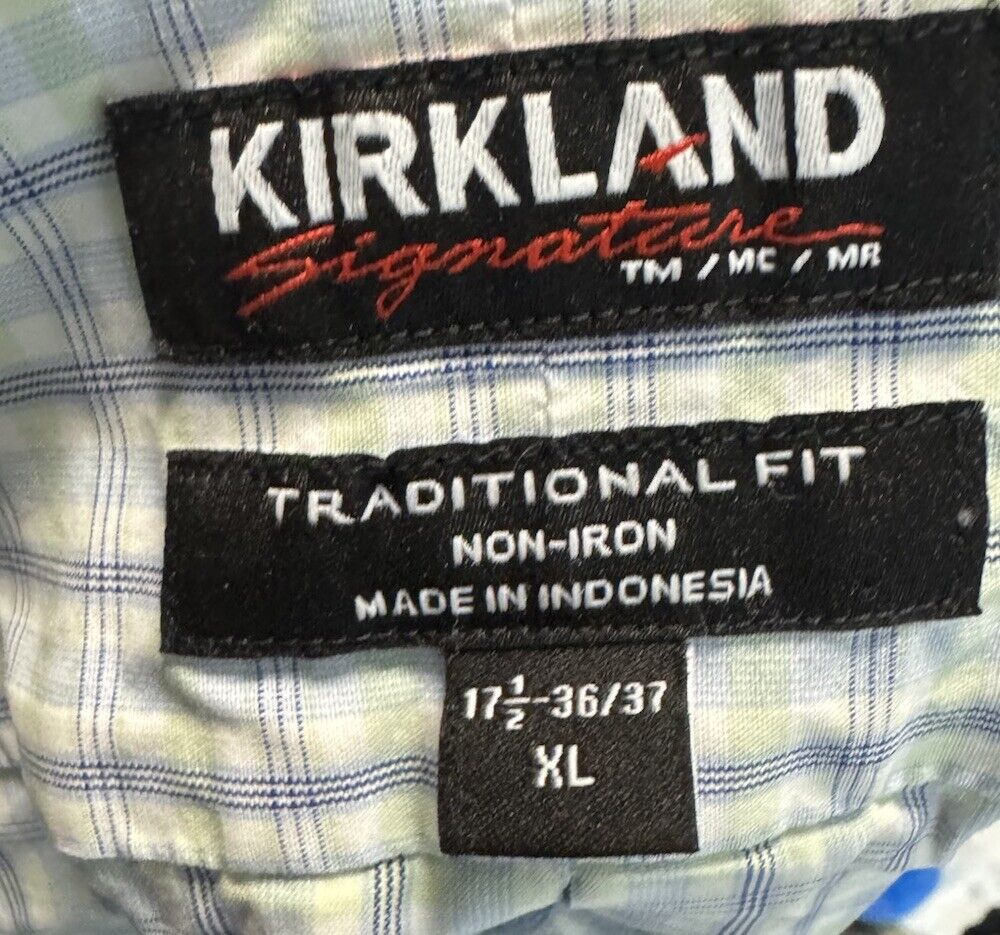 KIRKLAND
Signature
TM / MC / MR
TRADITIONAL FIT
NON-IRON
MADE IN INDONESIA
17½-36/37
XL